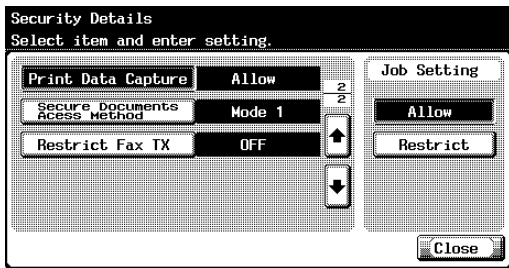 Security Details
Select item and enter setting.
Print Data Capture
Allow
2
2
Secure Documents
Acess Method
Mode 1
Restrict Fax TX
OFF
Job Setting
Allow
Restrict
Close